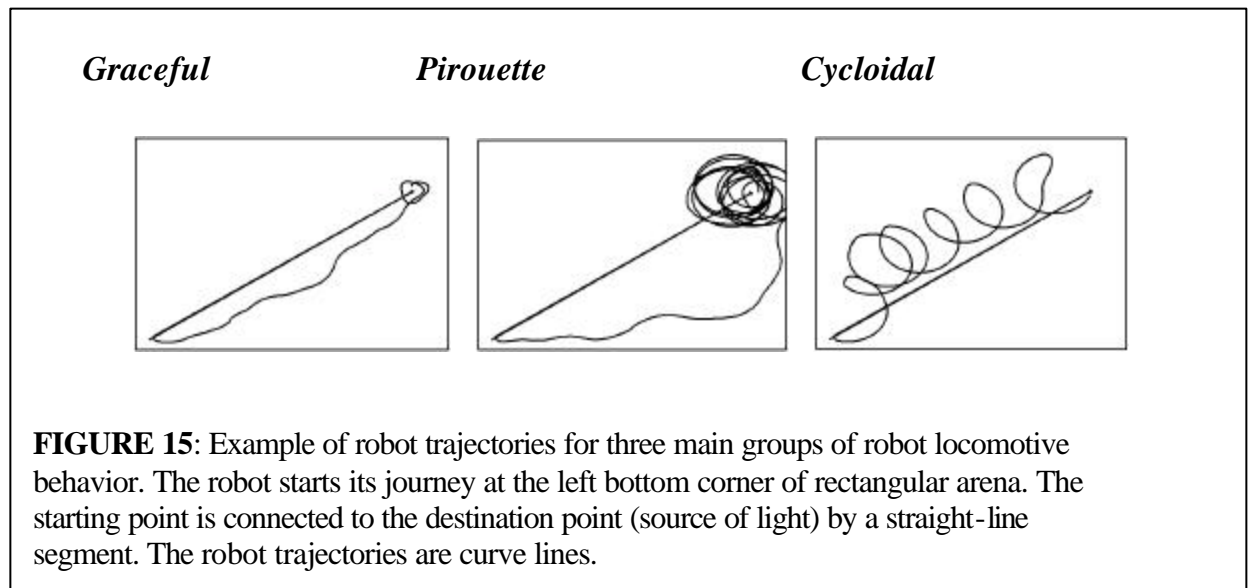 Graceful Pirouette Cycloidal
FIGURE 15: Example of robot trajectories for three main groups of robot locomotive
behavior. The robot starts its journey at the left bottom corner of rectangular arena. The
starting point is connected to the destination point (source of light) by a straight-line
segment. The robot trajectories are curve lines.